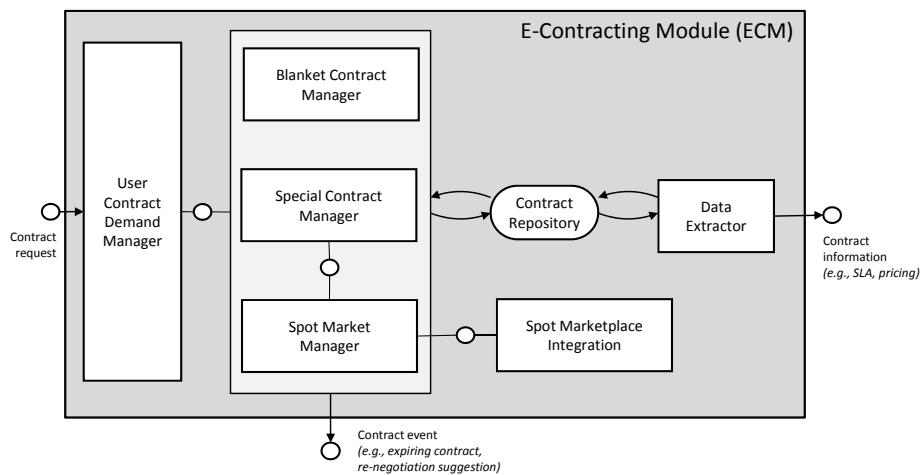 E-Contracting Module (ECM)
Blanket Contract
Manager
User
Contract
Demand
Manager
Special Contract
Manager
Contract
Repository
Data
Extractor
Contract
request
Contract
information
(e.g., SLA, pricing)
Spot Market
Manager
Spot Marketplace
Integration
Contract event
(e.g., expiring contract,
re-negotiation suggestion)